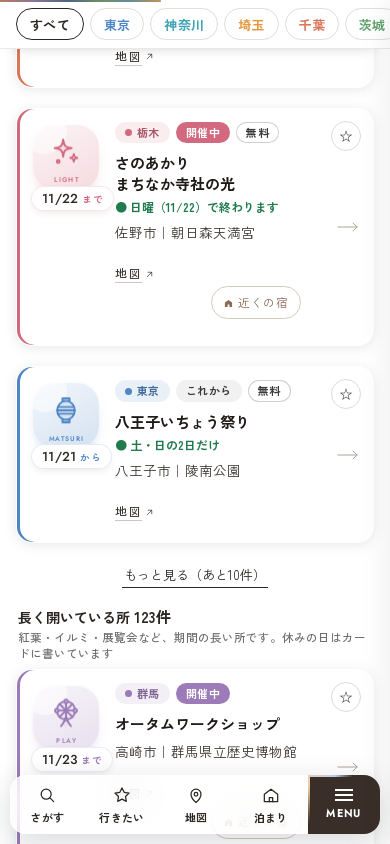 すべて
東京
神奈川
埼玉
千葉
茨城
地図 ↗
栃木
開催中
無料
LIGHT
さのあかり
まちなか寺社の光
11/22 まで
日曜（11/22）で終わります
佐野市｜朝日森天満宮
地図 ↗
近くの宿
東京
これから
無料
MATSURI
八王子いちょう祭り
11/21 から
土・日の2日だけ
八王子市｜陵南公園
地図 ↗
もっと見る（あと10件）
長く開いている所 123件
紅葉・イルミ・展覧会など、期間の長い所です。休みの日はカー
ドに書いています
群馬
開催中
PLAY
オータムワークショップ
11/23 まで
高崎市｜群馬県立歴史博物館
近くの宿
さがす
行きたい
地図
泊まり
MENU